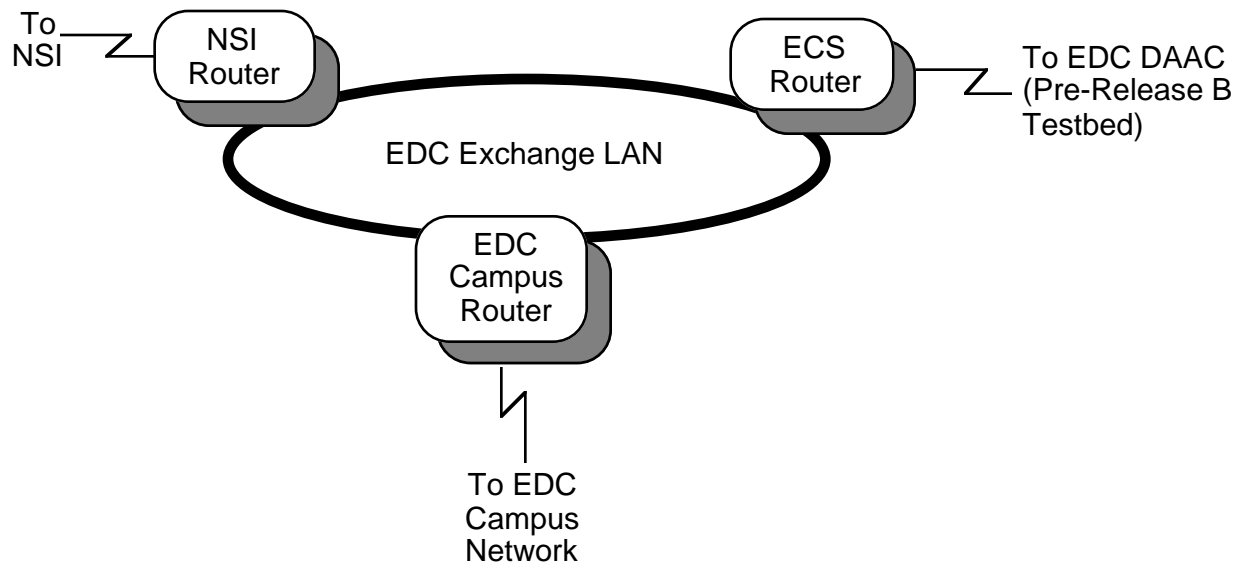 To
NSI
NSI
Router
ECS
Router
To EDC DAAC
(Pre-Release B
Testbed)
EDC Exchange LAN
EDC
Campus
Router
To EDC
Campus
Network